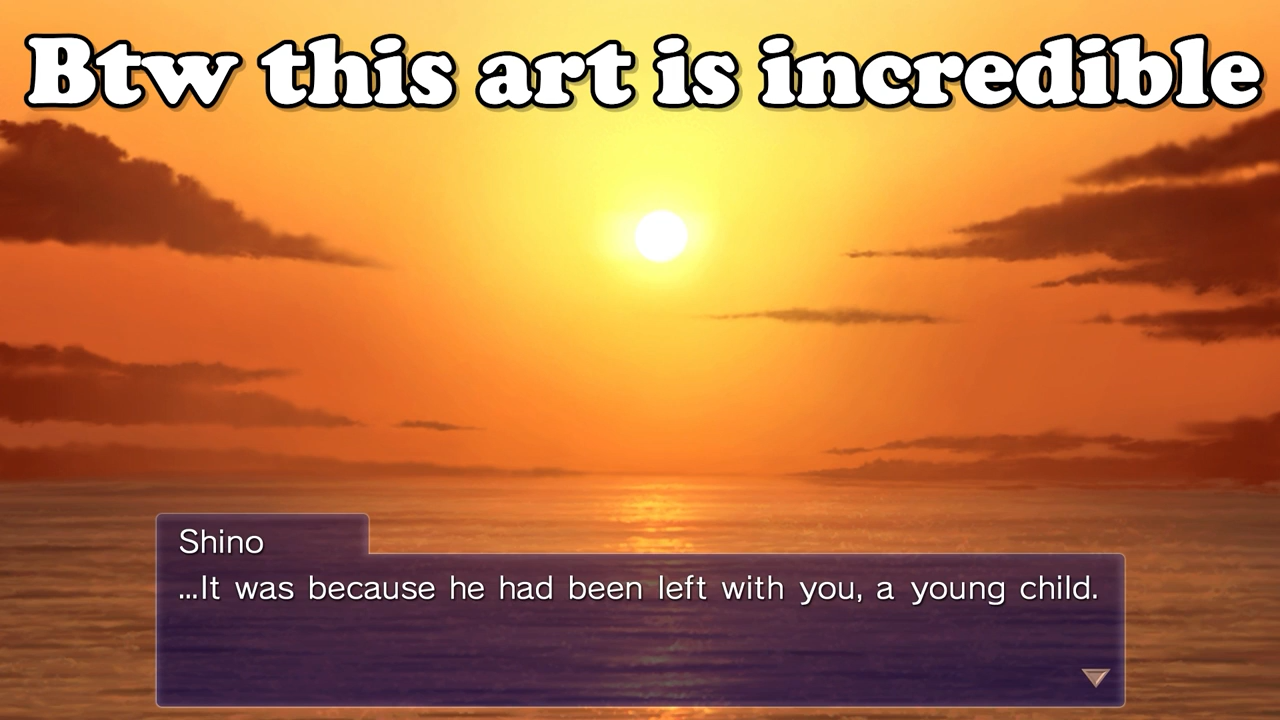 Btw this art is incredible
Shino
...It was because he had been left with you, a young child.